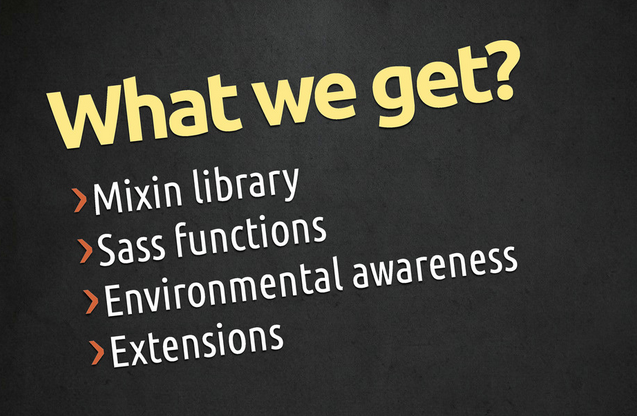 What we get?
›Mixin library
›Sass functions
›Environmental awareness
›Extensions